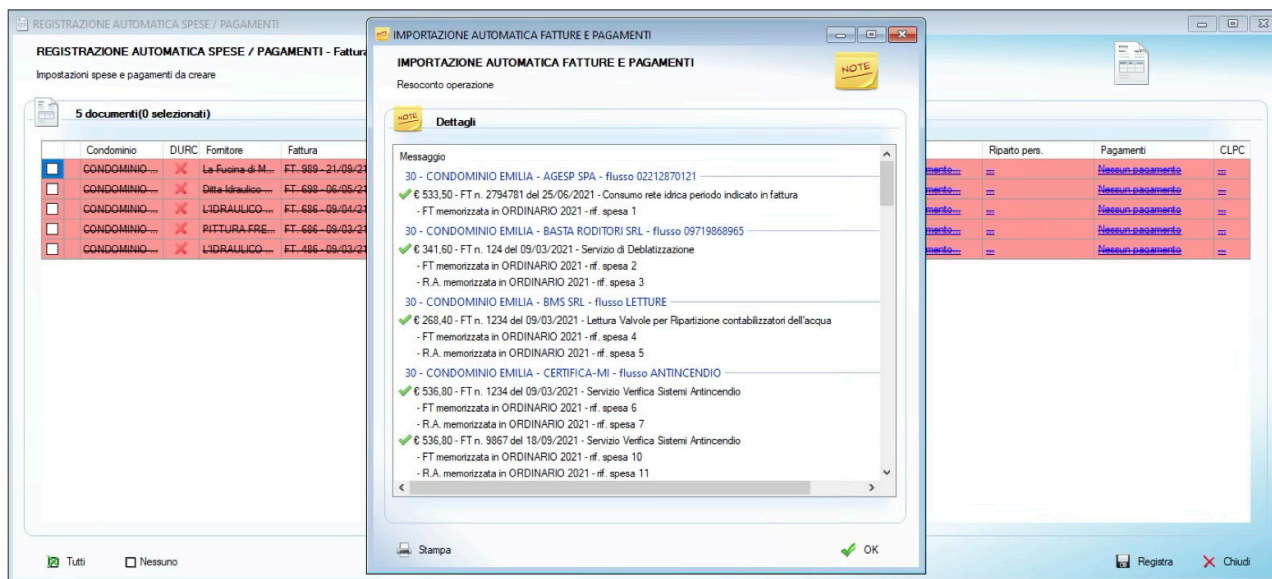 REGISTRAZIONE AUTOMATICA SPESE / PAGAMENTI
REGISTRAZIONE AUTOMATICA SPESE / PAGAMENTI - Fattura
Impostazioni spese e pagamenti da creare
5 documenti(0 selezionati)
Condominio DURC Fornitore Fattura Riparto pers. Pagamenti CLPC
CONDOMINIO ... La Fucina di M... FT. 989 - 21/09/21 mento... ... Nessun pagamento ...
CONDOMINIO ... Ditta Idraulico ... FT. 698 - 06/05/21 mento... ... Nessun pagamento ...
CONDOMINIO ... L'IDRAULICO ... FT. 686 - 09/04/21 mento... ... Nessun pagamento ...
CONDOMINIO ... PITTURA FRE... FT. 686 - 09/03/21 mento... ... Nessun pagamento ...
CONDOMINIO ... L'IDRAULICO ... FT. 486 - 09/03/21 mento... ... Nessun pagamento ...
Tutti Nessuno Registra Chiudi
IMPORTAZIONE AUTOMATICA FATTURE E PAGAMENTI
IMPORTAZIONE AUTOMATICA FATTURE E PAGAMENTI
Resoconto operazione
NOTE
NOTE Dettagli
Messaggio
30 - CONDOMINIO EMILIA - AGESP SPA - flusso 02212870121
€ 533,50 - FT n. 2794781 del 25/06/2021 - Consumo rete idrica periodo indicato in fattura
- FT memorizzata in ORDINARIO 2021 - rif. spesa 1
30 - CONDOMINIO EMILIA - BASTA RODITORI SRL - flusso 09719868965
€ 341,60 - FT n. 124 del 09/03/2021 - Servizio di Deblatizzazione
- FT memorizzata in ORDINARIO 2021 - rif. spesa 2
- R.A. memorizzata in ORDINARIO 2021 - rif. spesa 3
30 - CONDOMINIO EMILIA - BMS SRL - flusso LETTURE
€ 268,40 - FT n. 1234 del 09/03/2021 - Lettura Valvole per Ripartizione contabilizzatori dell'acqua
- FT memorizzata in ORDINARIO 2021 - rif. spesa 4
- R.A. memorizzata in ORDINARIO 2021 - rif. spesa 5
30 - CONDOMINIO EMILIA - CERTIFICA-MI - flusso ANTINCENDIO
€ 536,80 - FT n. 1234 del 09/03/2021 - Servizio Verifica Sistemi Antincendio
- FT memorizzata in ORDINARIO 2021 - rif. spesa 6
- R.A. memorizzata in ORDINARIO 2021 - rif. spesa 7
€ 536,80 - FT n. 9867 del 18/09/2021 - Servizio Verifica Sistemi Antincendio
- FT memorizzata in ORDINARIO 2021 - rif. spesa 10
- R.A. memorizzata in ORDINARIO 2021 - rif. spesa 11
Stampa OK